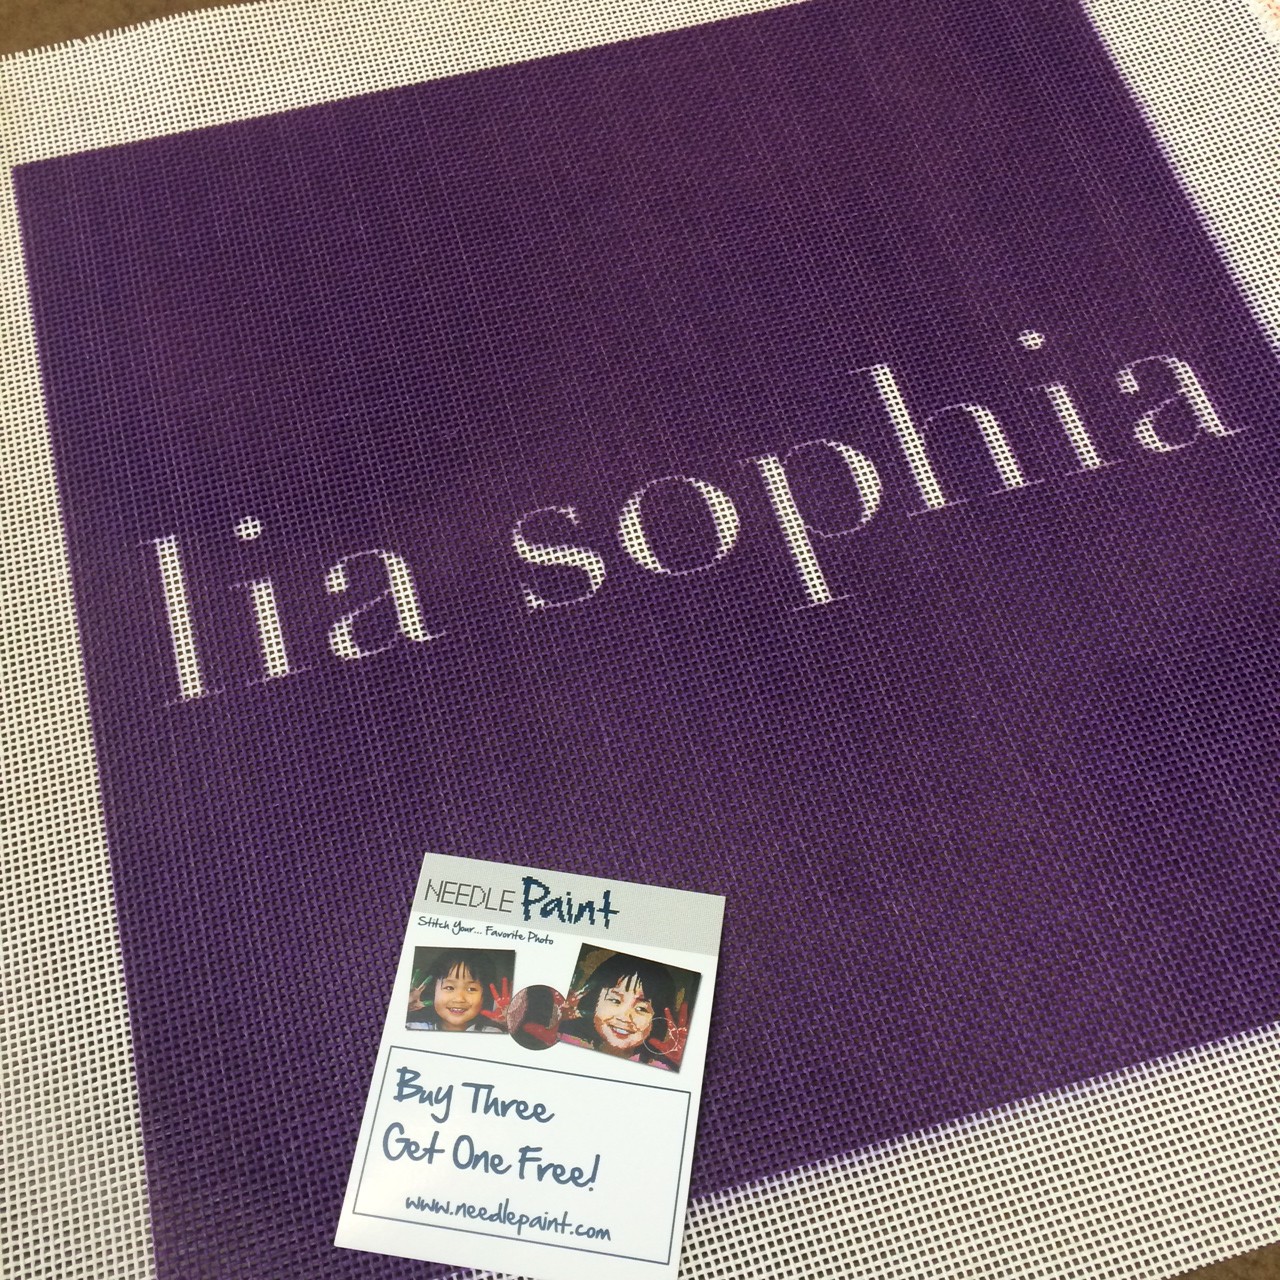 lia sophia
NEEDLE Paint
Stitch Your... Favorite Photo
Buy Three
Get One Free!
www.needlepaint.com